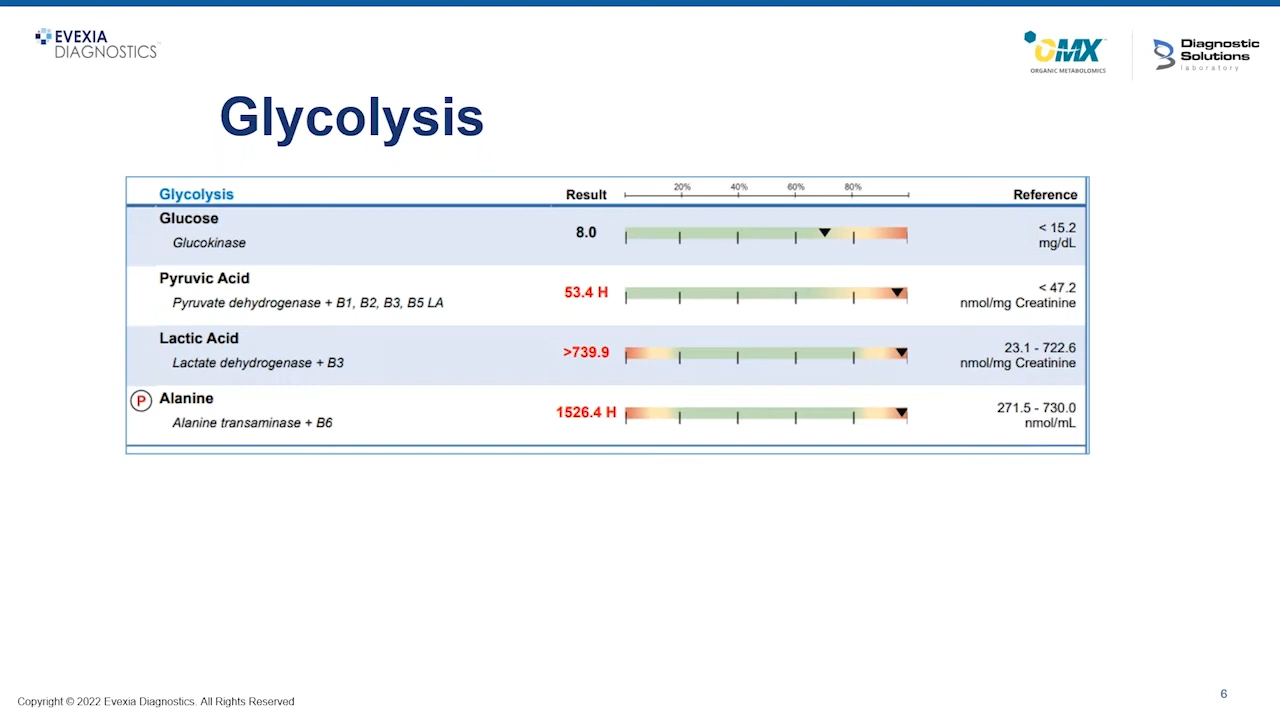 EVEXIA
DIAGNOSTICS™
OMX™
ORGANIC METABOLOMICS
Diagnostic
Solutions
laboratory
Glycolysis
Glycolysis Result 20% 40% 60% 80% Reference
Glucose
Glucokinase
8.0
< 15.2
mg/dL
Pyruvic Acid
Pyruvate dehydrogenase + B1, B2, B3, B5 LA
53.4 H
< 47.2
nmol/mg Creatinine
Lactic Acid
Lactate dehydrogenase + B3
>739.9
23.1 - 722.6
nmol/mg Creatinine
P Alanine
Alanine transaminase + B6
1526.4 H
271.5 - 730.0
nmol/mL
Copyright © 2022 Evexia Diagnostics. All Rights Reserved
6